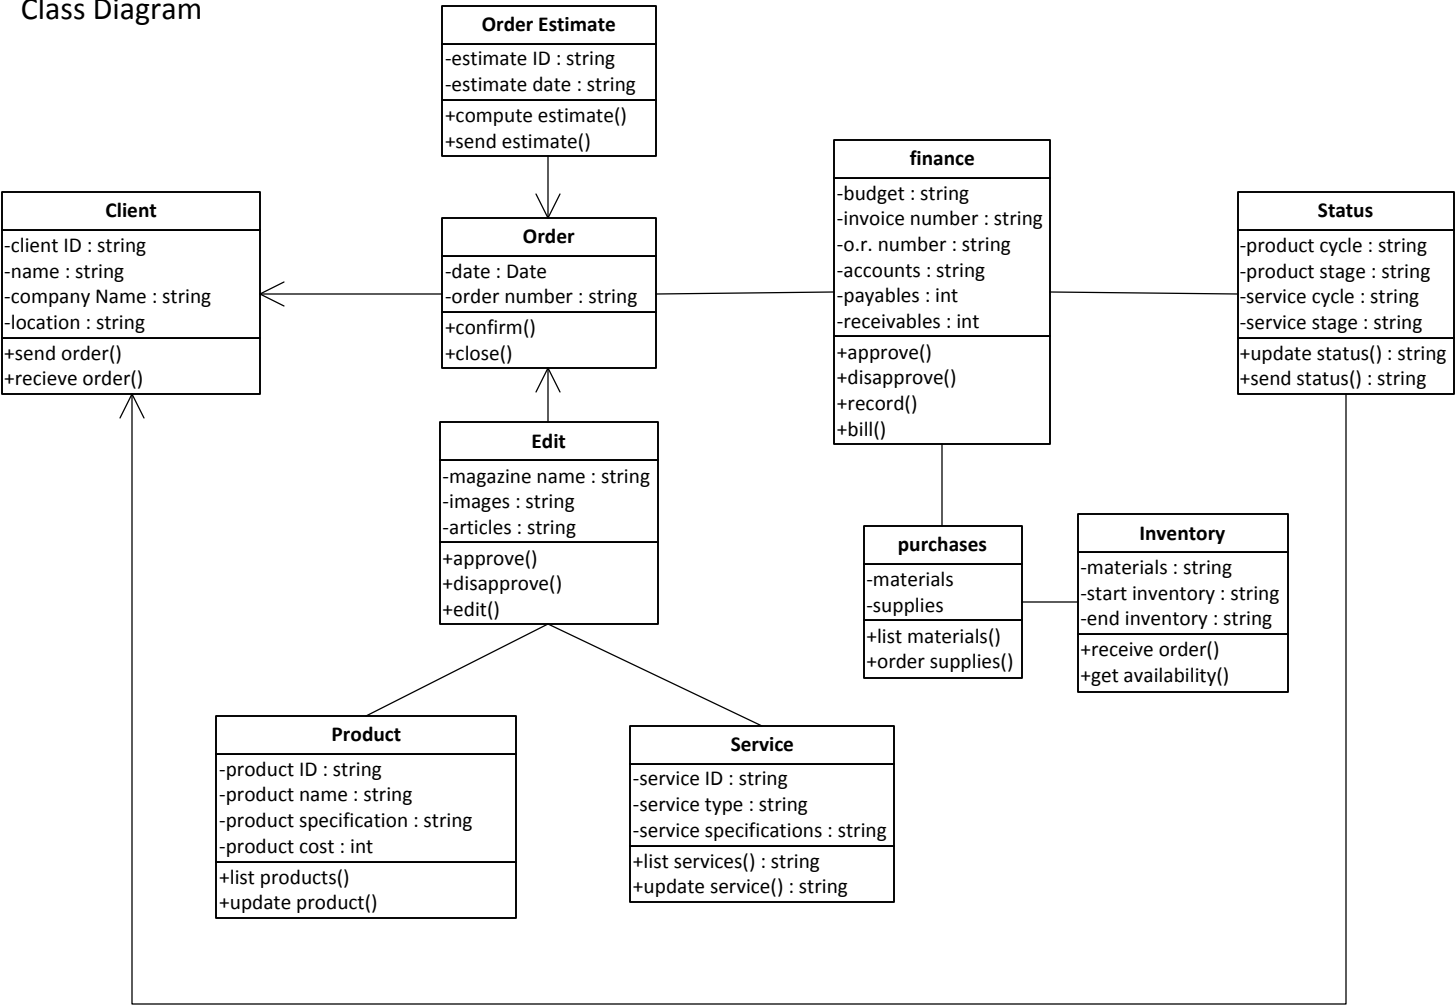 Class Diagram
Order Estimate
-estimate ID : string
-estimate date : string
+compute estimate()
+send estimate()
Client
-client ID : string
-name : string
-company Name : string
-location : string
+send order()
+recieve order()
Order
-date : Date
-order number : string
+confirm()
+close()
finance
-budget : string
-invoice number : string
-o.r. number : string
-accounts : string
-payables : int
-receivables : int
+approve()
+disapprove()
+record()
+bill()
Status
-product cycle : string
-product stage : string
-service cycle : string
-service stage : string
+update status() : string
+send status() : string
Edit
-magazine name : string
-images : string
-articles : string
+approve()
+disapprove()
+edit()
purchases
-materials
-supplies
+list materials()
+order supplies()
Inventory
-materials : string
-start inventory : string
-end inventory : string
+receive order()
+get availability()
Product
-product ID : string
-product name : string
-product specification : string
-product cost : int
+list products()
+update product()
Service
-service ID : string
-service type : string
-service specifications : string
+list services() : string
+update service() : string